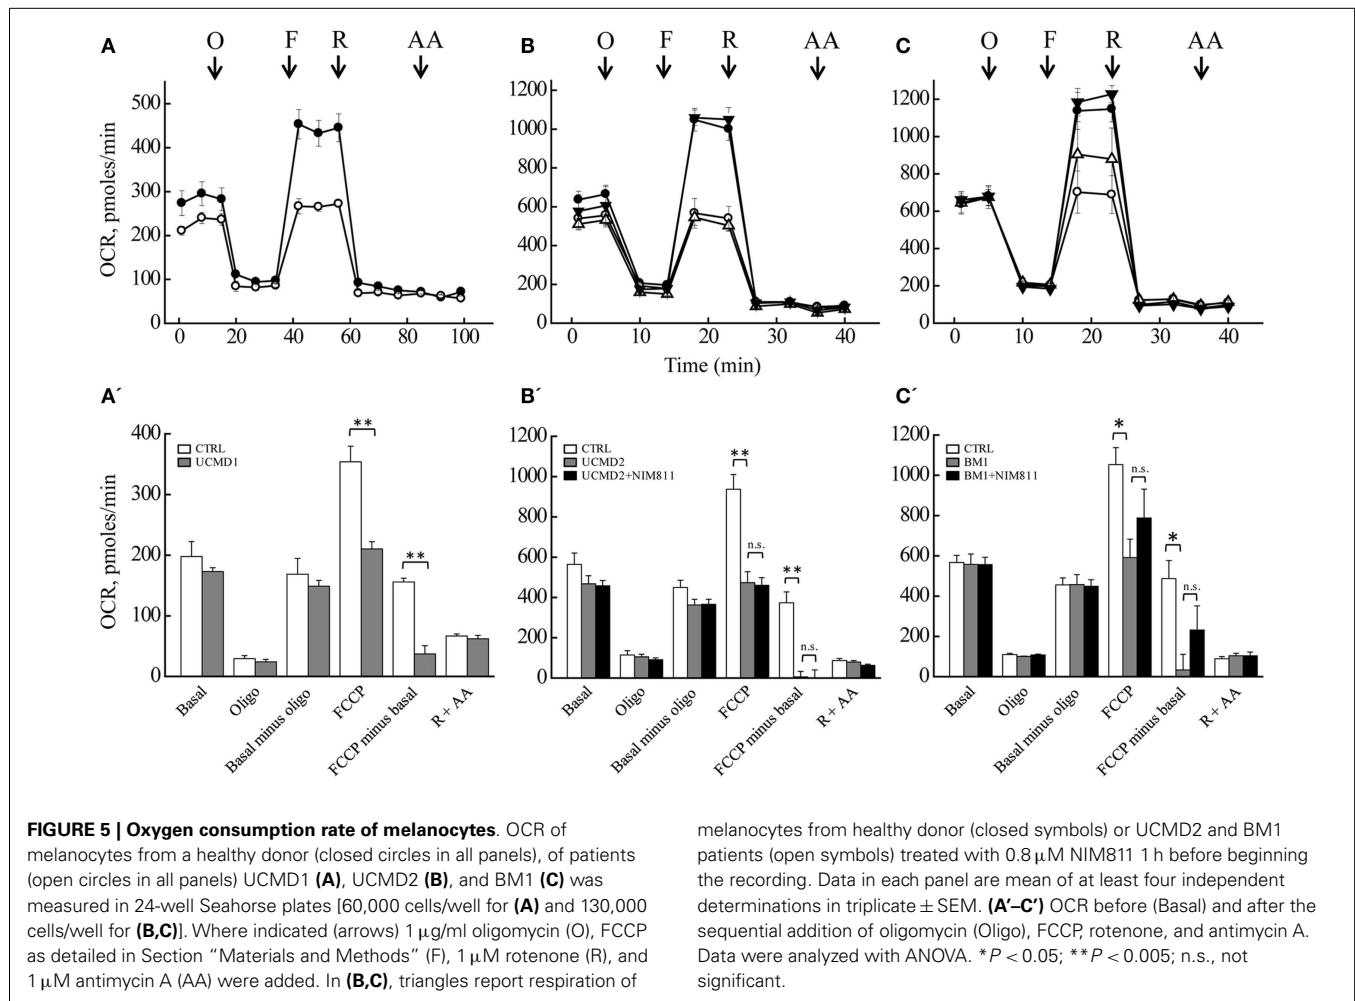 A
O F R AA
B
O F R AA
C
O F R AA
OCR, pmoles/min
500
400
300
200
100
0
0 20 40 60 80 100
1200
1000
800
600
400
200
0
0 10 20 30 40
Time (min)
1200
1000
800
600
400
200
0
0 10 20 30 40
A´
OCR, pmoles/min
400
300
200
100
0
CTRL
UCMD1
**
**
Basal
Oligo
Basal minus oligo
FCCP
FCCP minus basal
R + AA
B´
1200
1000
800
600
400
200
0
CTRL
UCMD2
UCMD2+NIM811
**
n.s.
**
n.s.
Basal
Oligo
Basal minus oligo
FCCP
FCCP minus basal
R + AA
C´
1200
1000
800
600
400
200
0
CTRL
BM1
BM1+NIM811
*
n.s.
*
n.s.
Basal
Oligo
Basal minus oligo
FCCP
FCCP minus basal
R + AA
FIGURE 5 | Oxygen consumption rate of melanocytes. OCR of
melanocytes from a healthy donor (closed circles in all panels), of patients
(open circles in all panels) UCMD1 (A), UCMD2 (B), and BM1 (C) was
measured in 24-well Seahorse plates [60,000 cells/well for (A) and 130,000
cells/well for (B,C)]. Where indicated (arrows) 1 μg/ml oligomycin (O), FCCP
as detailed in Section “Materials and Methods” (F), 1 μM rotenone (R), and
1 μM antimycin A (AA) were added. In (B,C), triangles report respiration of
melanocytes from healthy donor (closed symbols) or UCMD2 and BM1
patients (open symbols) treated with 0.8 μM NIM811 1 h before beginning
the recording. Data in each panel are mean of at least four independent
determinations in triplicate ± SEM. (A′–C′) OCR before (Basal) and after the
sequential addition of oligomycin (Oligo), FCCP, rotenone, and antimycin A.
Data were analyzed with ANOVA. *P < 0.05; **P < 0.005; n.s., not
significant.